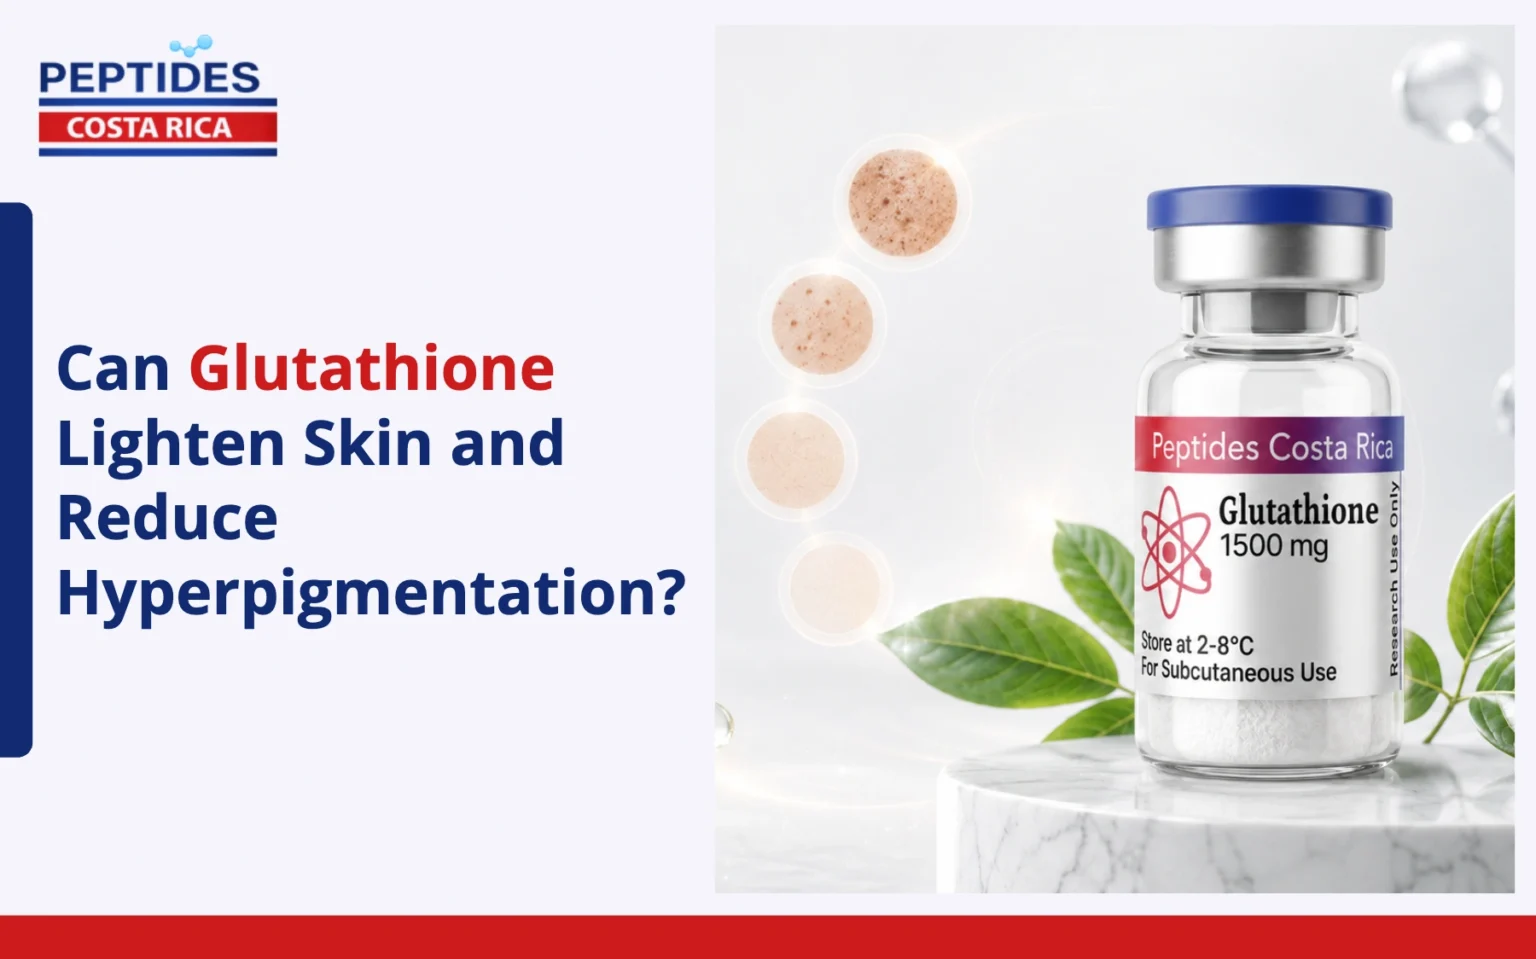 PEPTIDES
COSTA RICA
Can Glutathione
Lighten Skin and
Reduce
Hyperpigmentation?
Peptides Costa Rica
Glutathione
1500 mg
Store at 2-8°C
For Subcutaneous Use
Research Use Only